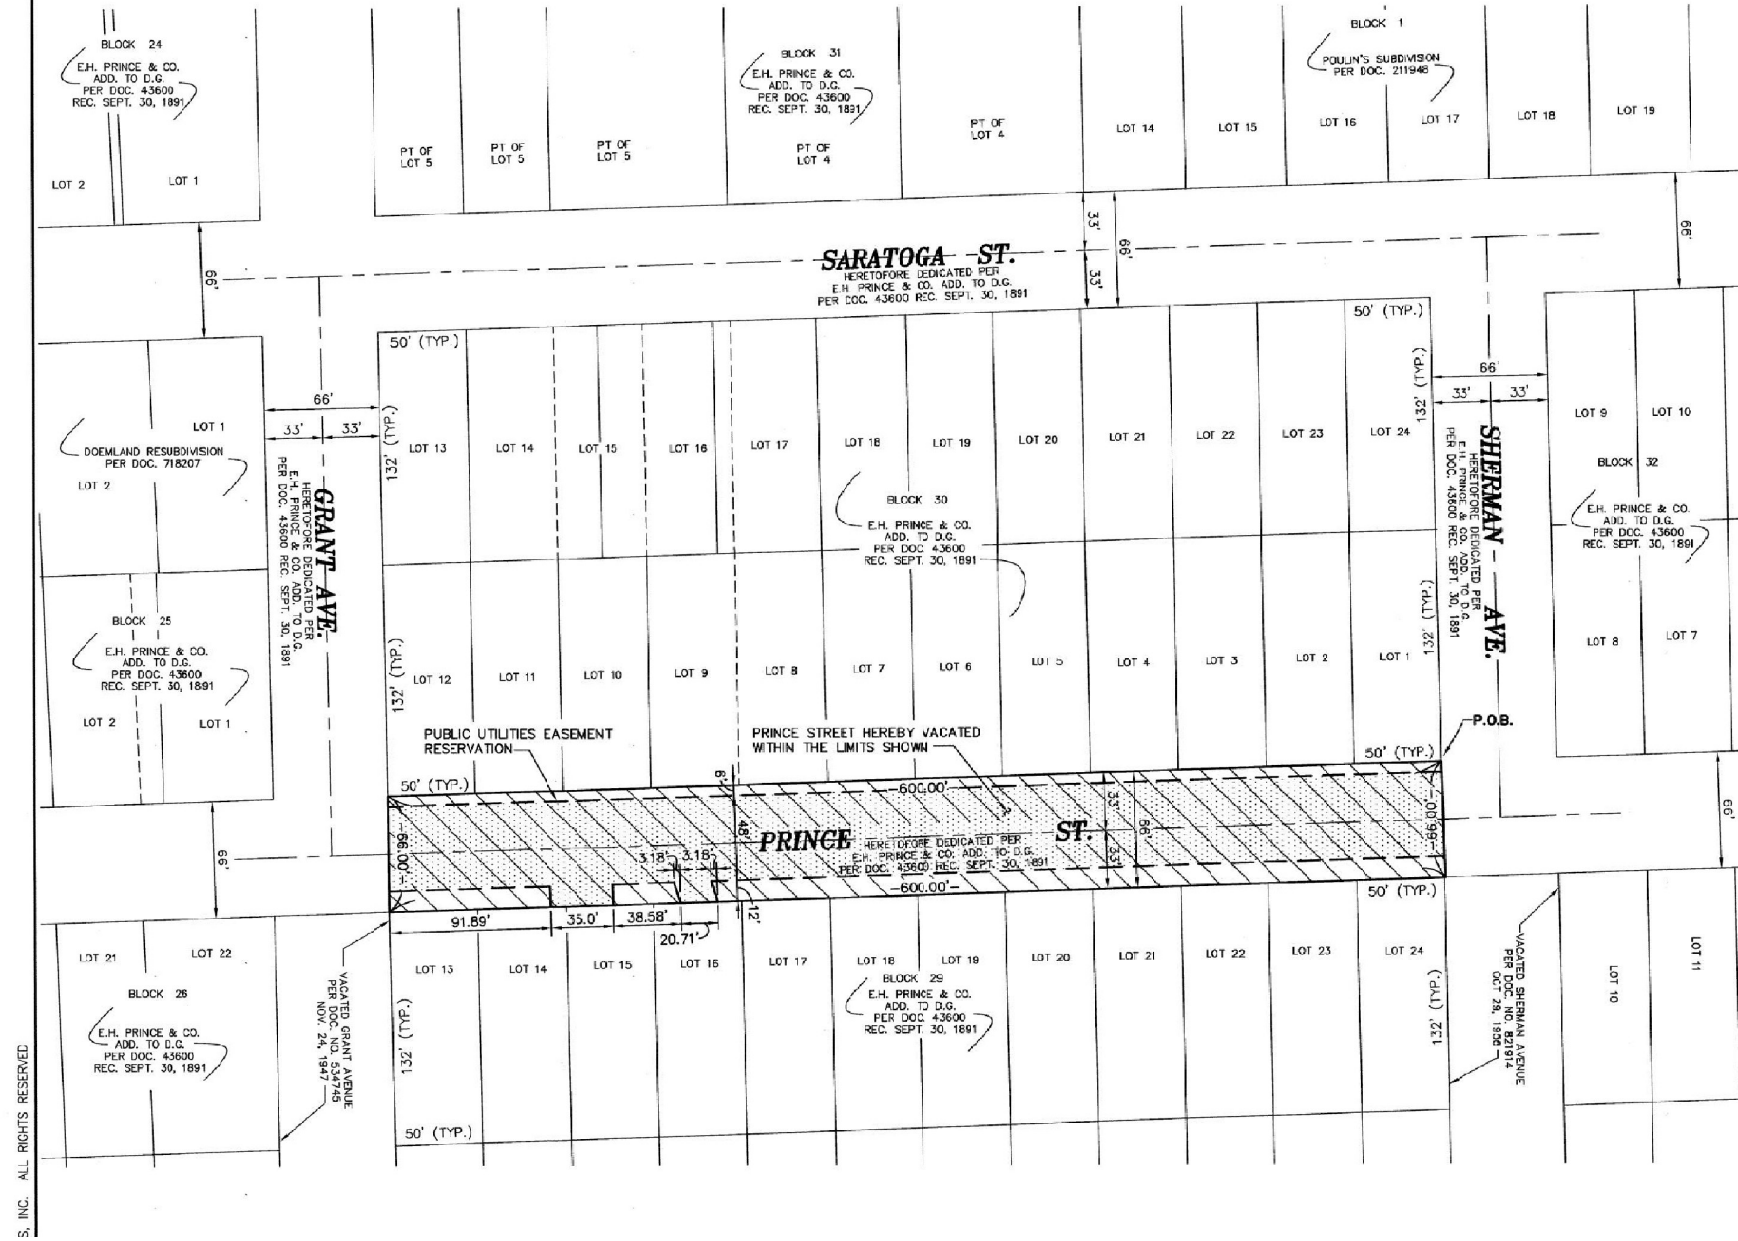 BLOCK 24
E.H. PRINCE & CO.
ADD. TO D.G.
PER DOC. 43600
REC. SEPT. 30, 1891
LOT 2
LOT 1
PT OF
LOT 5
PT OF
LOT 5
PT OF
LOT 5
BLOCK 31
E.H. PRINCE & CO.
ADD. TO D.G.
PER DOC. 43600
REC. SEPT. 30, 1891
PT OF
LOT 4
PT OF
LOT 4
BLOCK 1
POULIN'S SUBDIVISION
PER DOC. 211948
LOT 14
LOT 15
LOT 16
LOT 17
LOT 18
LOT 19
66'
33'
33'
66'
66'
SARATOGA ST.
HERETOFORE DEDICATED PER
E.H. PRINCE & CO. ADD. TO D.G.
PER DOC. 43600 REC. SEPT. 30, 1891
50' (TYP.)
50' (TYP.)
66'
33'
33'
132' (TYP.)
132' (TYP.)
66'
33'
33'
LOT 1
DOEMLAND RESUBDIVISION
PER DOC. 718207
LOT 2
GRANT AVE.
HERETOFORE DEDICATED PER
E.H. PRINCE & CO. ADD. TO D.G.
PER DOC. 43600 REC. SEPT. 30, 1891
LOT 13
LOT 14
LOT 15
LOT 16
LOT 17
LOT 18
LOT 19
LOT 20
LOT 21
LOT 22
LOT 23
LOT 24
BLOCK 30
E.H. PRINCE & CO.
ADD. TO D.G.
PER DOC 43600
REC. SEPT. 30, 1891
SHERMAN AVE.
HERETOFORE DEDICATED PER
E.H. PRINCE & CO. ADD. TO D.G.
PER DOC. 43600 REC. SEPT. 30, 1891
LOT 9
LOT 10
BLOCK 32
E.H. PRINCE & CO.
ADD. TO D.G.
PER DOC. 43600
REC. SEPT. 30, 1891
LOT 8
LOT 7
BLOCK 25
E.H. PRINCE & CO.
ADD. TO D.G.
PER DOC. 43600
REC. SEPT. 30, 1891
LOT 2
LOT 1
132' (TYP.)
132' (TYP.)
LOT 12
LOT 11
LOT 10
LOT 9
LOT 8
LOT 7
LOT 6
LOT 5
LOT 4
LOT 3
LOT 2
LOT 1
P.O.B.
PUBLIC UTILITIES EASEMENT
RESERVATION
PRINCE STREET HEREBY VACATED
WITHIN THE LIMITS SHOWN
50' (TYP.)
50' (TYP.)
600.00'
66.00'
66.00'
48'
33'
33'
66'
PRINCE ST.
HERETOFORE DEDICATED PER
E.H. PRINCE & CO. ADD. TO D.G.
PER DOC. 43600 REC. SEPT. 30, 1891
3.18'
3.18'
600.00'
66'
66'
91.89'
35.0'
38.58'
20.71'
12'
50' (TYP.)
LOT 21
LOT 22
BLOCK 26
E.H. PRINCE & CO.
ADD. TO D.G.
PER DOC. 43600
REC. SEPT. 30, 1891
VACATED GRANT AVENUE
PER DOC. NO. 534745
NOV. 24, 1947
LOT 13
LOT 14
LOT 15
LOT 16
LOT 17
LOT 18
LOT 19
LOT 20
LOT 21
LOT 22
LOT 23
LOT 24
BLOCK 29
E.H. PRINCE & CO.
ADD. TO D.G.
PER DOC 43600
REC. SEPT. 30, 1891
132' (TYP.)
132' (TYP.)
50' (TYP.)
VACATED SHERMAN AVENUE
PER DOC. NO. 821914
LOT 10
LOT 11
S, INC. ALL RIGHTS RESERVED